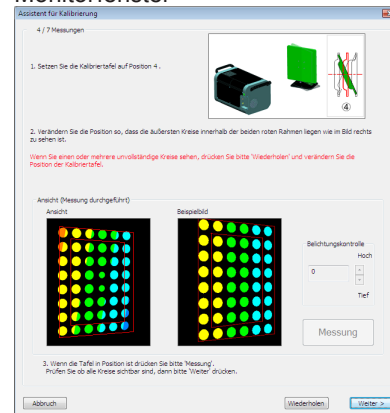 Assistent für Kalibrierung
4 / 7 Messungen
1. Setzen Sie die Kalibriertafel auf Position 4 .
④
2. Verändern Sie die Position so, dass die äußersten Kreise innerhalb der beiden roten Rahmen liegen wie im Bild rechts
zu sehen ist.
Wenn Sie einen oder mehrere unvollständige Kreise sehen, drücken Sie bitte 'Wiederholen' und verändern Sie die
Position der Kalibriertafel.
Ansicht (Messung durchgeführt)
Ansicht
Beispielbild
Belichtungskontrolle
Hoch
0
Tief
Messung
3. Wenn die Tafel in Position ist drücken Sie bitte 'Messung'.
Prüfen Sie ob alle Kreise sichtbar sind, dann bitte 'Weiter' drücken.
Abbruch
Wiederholen
Weiter >